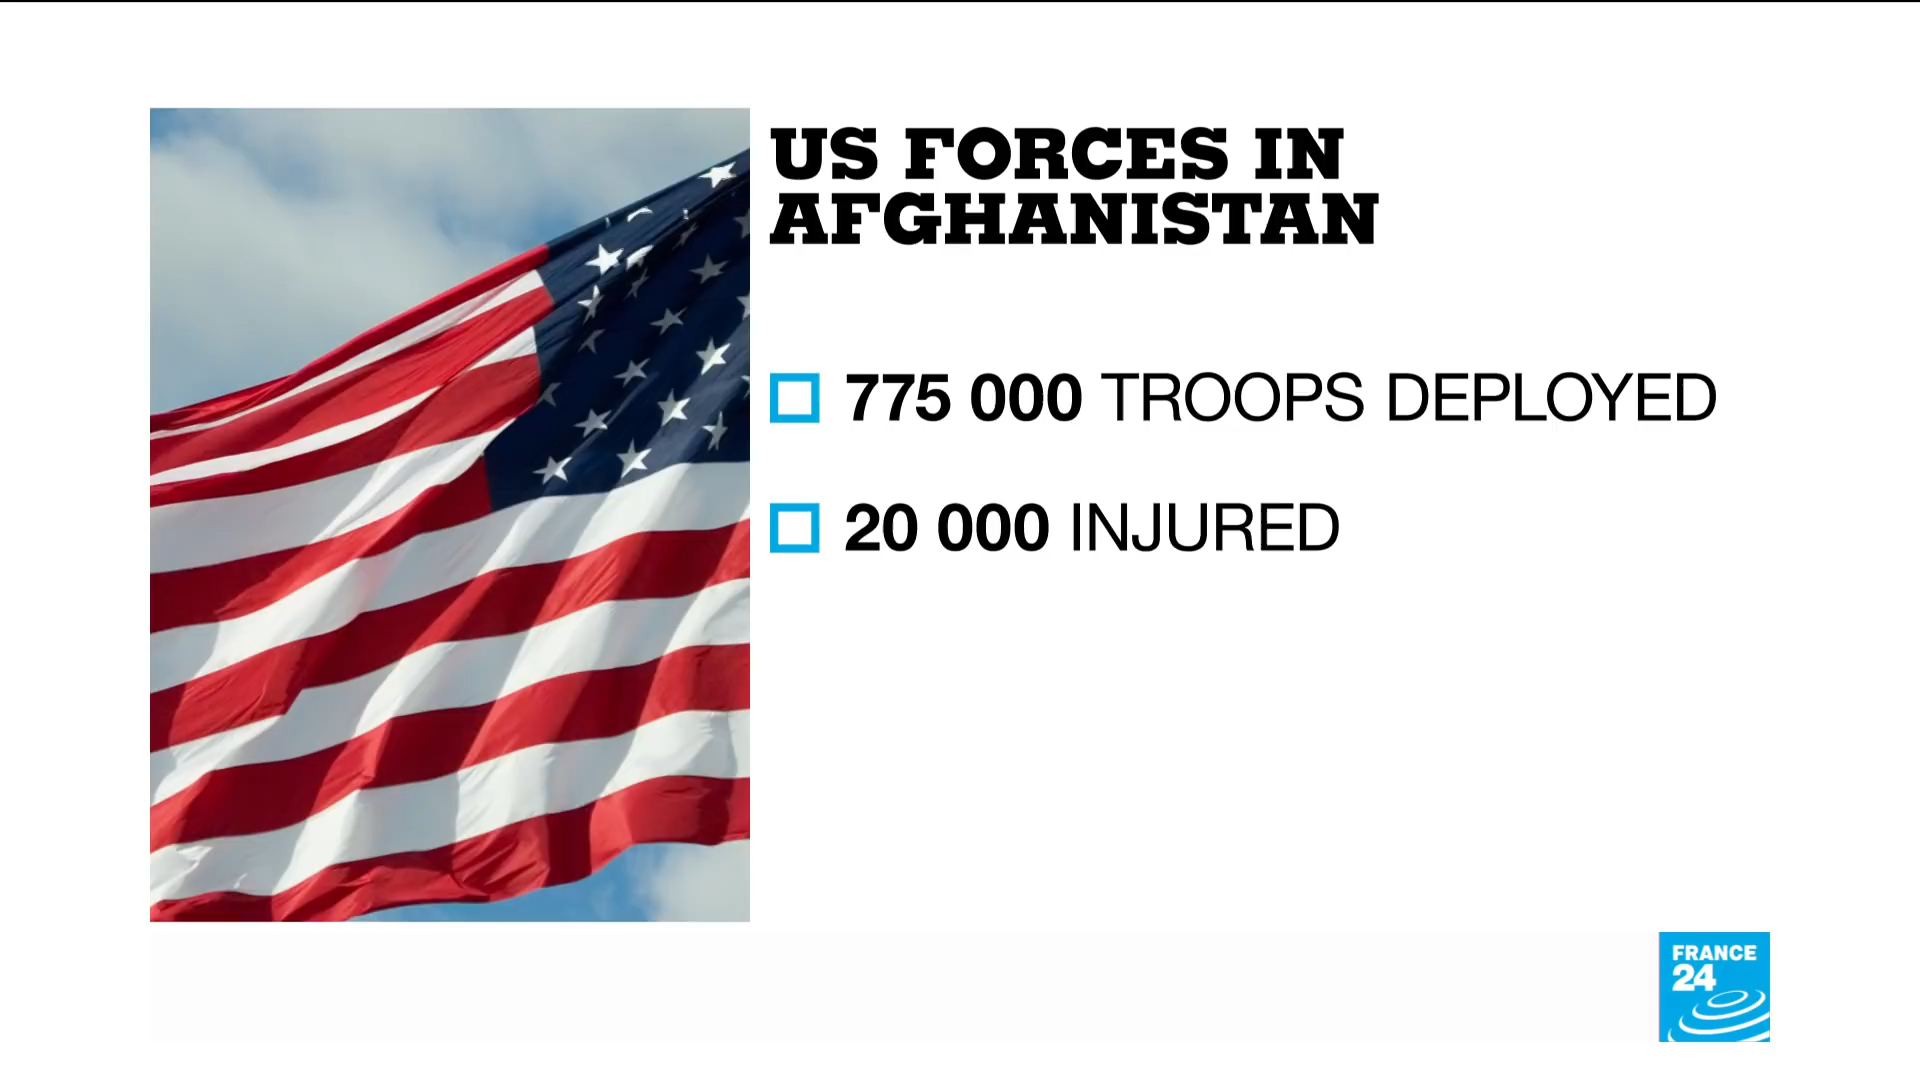 US FORCES IN
AFGHANISTAN
775 000 TROOPS DEPLOYED
20 000 INJURED
FRANCE
24